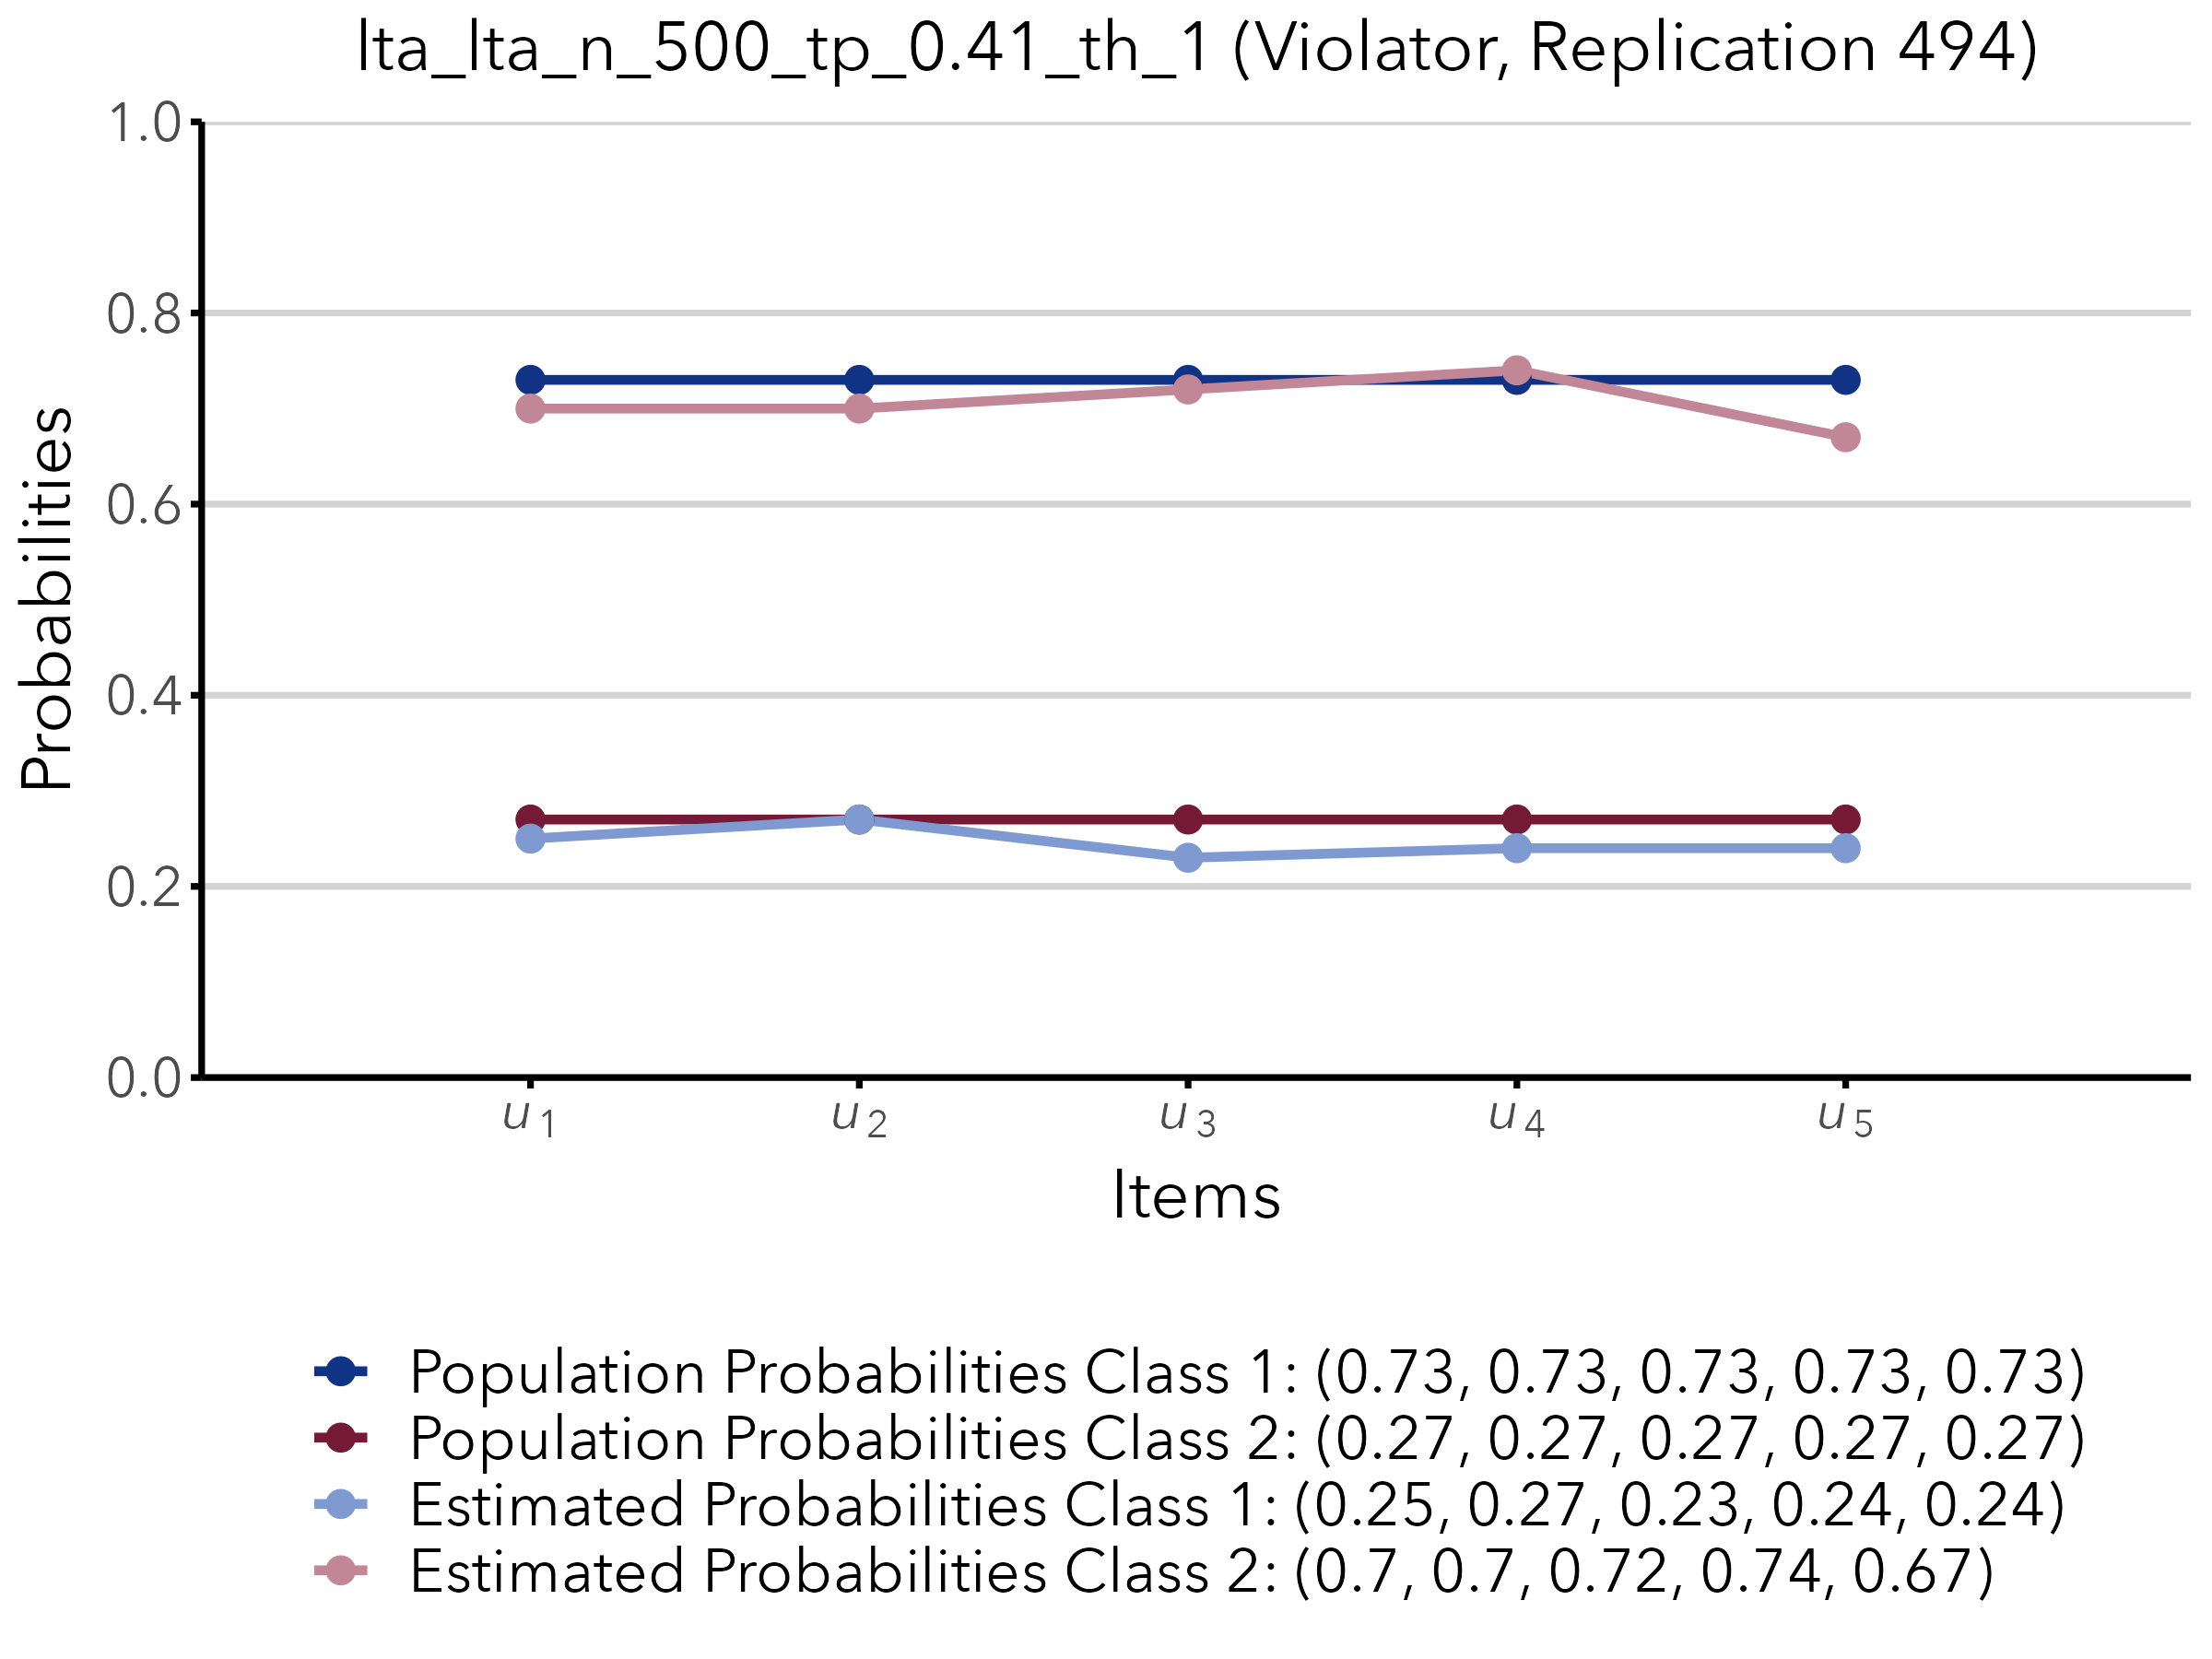 lta_lta_n_500_tp_0.41_th_1 (Violator, Replication 494)
1.0
0.8
0.6
0.4
0.2
0.0
Probabilities
u1 u2 u3 u4 u5
Items
Population Probabilities Class 1: (0.73, 0.73, 0.73, 0.73, 0.73)
Population Probabilities Class 2: (0.27, 0.27, 0.27, 0.27, 0.27)
Estimated Probabilities Class 1: (0.25, 0.27, 0.23, 0.24, 0.24)
Estimated Probabilities Class 2: (0.7, 0.7, 0.72, 0.74, 0.67)